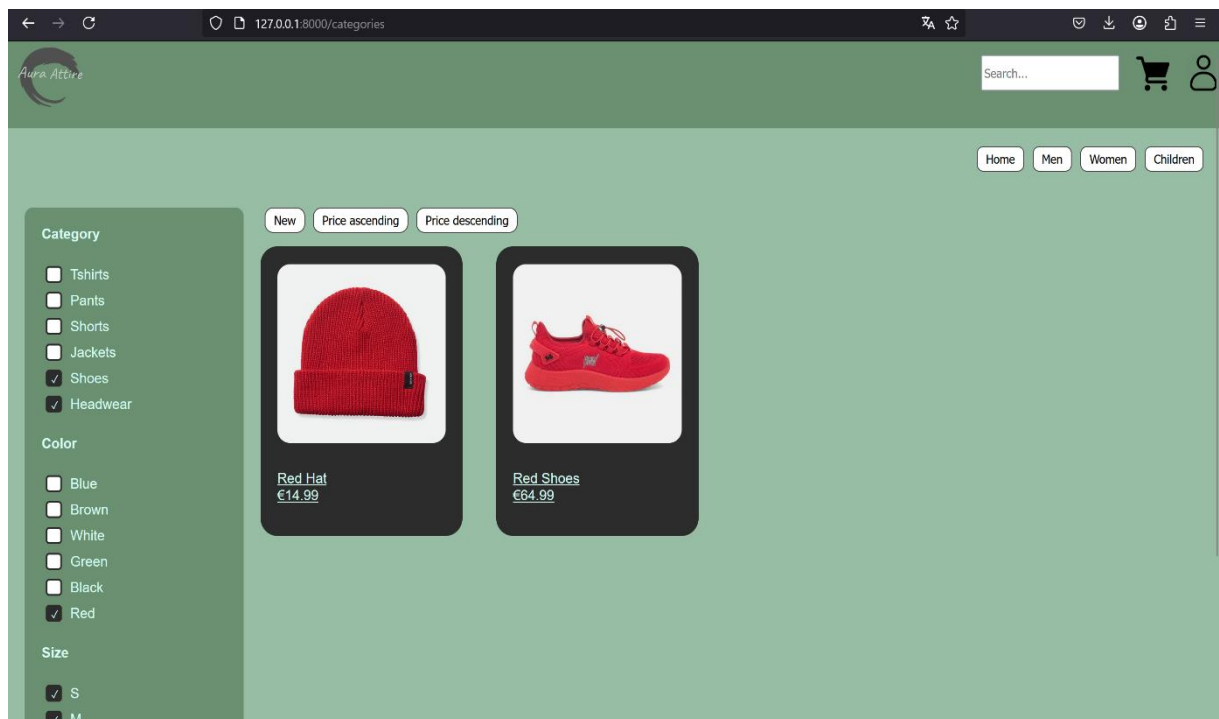 127.0.0.1:8000/categories
Aura Attire
Search...
Home Men Women Children
New Price ascending Price descending
Category
Tshirts
Pants
Shorts
Jackets
Shoes
Headwear
Color
Blue
Brown
White
Green
Black
Red
Size
S
M
Red Hat
€14.99
Red Shoes
€64.99